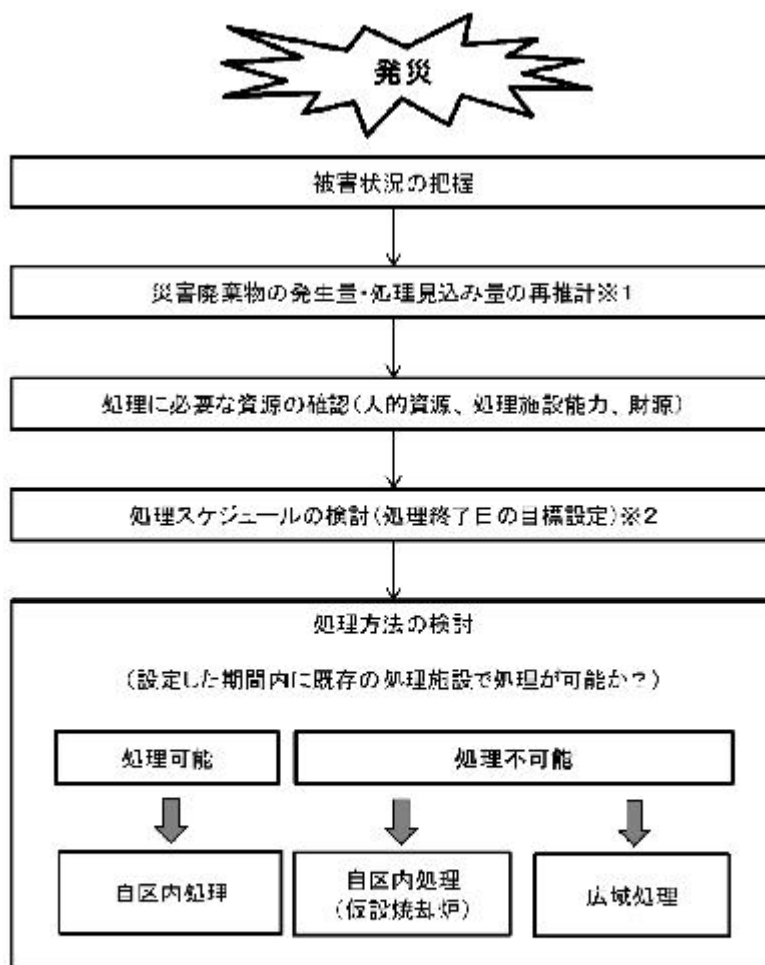 発災
被害状況の把握
災害廃棄物の発生量・処理見込み量の再推計※1
処理に必要な資源の確認(人的資源、処理施設能力、財源)
処理スケジュールの検討(処理終了日の目標設定)※2
処理方法の検討
(設定した期間内に既存の処理施設で処理が可能か?)
処理可能
処理不可能
自区内処理
自区内処理
(仮設焼却炉)
広域処理